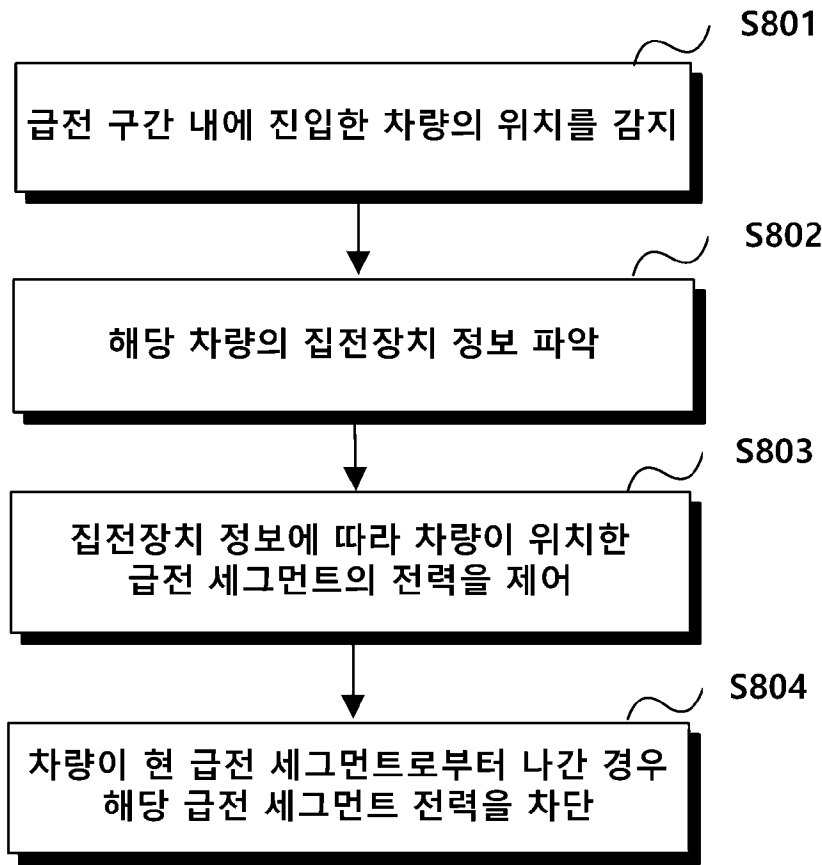 S801
급전 구간 내에 진입한 차량의 위치를 감지
S802
해당 차량의 집전장치 정보 파악
S803
집전장치 정보에 따라 차량이 위치한
급전 세그먼트의 전력을 제어
S804
차량이 현 급전 세그먼트로부터 나간 경우
해당 급전 세그먼트 전력을 차단